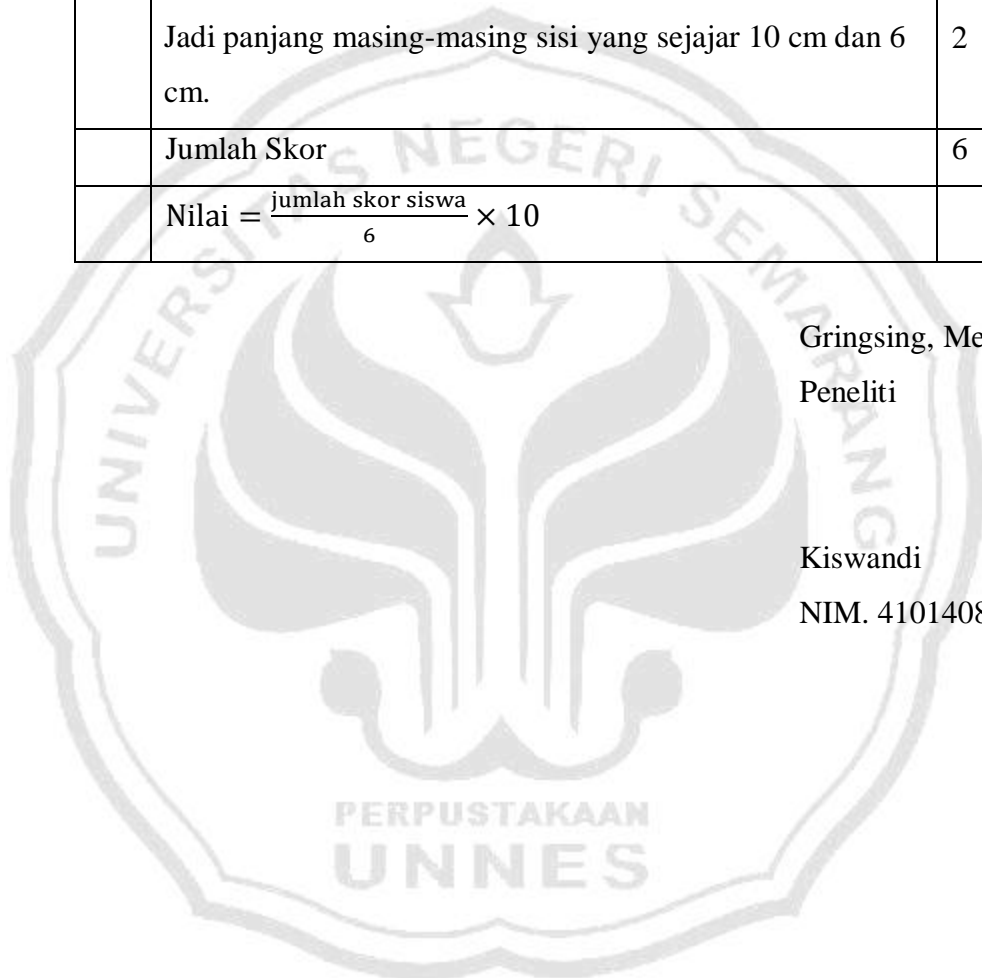 Jadi panjang masing-masing sisi yang sejajar 10 cm dan 6 2
cm.
Jumlah Skor 6
Nilai = jumlah skor siswa / 6 × 10
Gringsing, Me
Peneliti
Kiswandi
NIM. 4101408
UNIVERSITAS NEGERI SEMARANG
PERPUSTAKAAN
UNNES